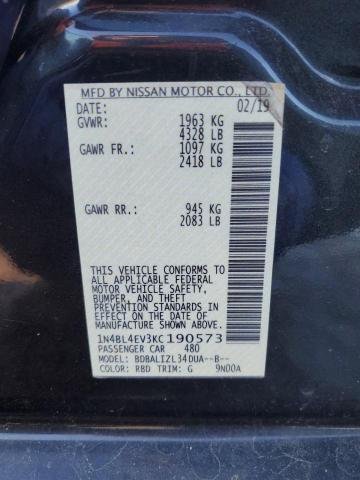 MFD BY NISSAN MOTOR CO., LTD.
DATE: 02/19
GVWR: 1963 KG
4328 LB
GAWR FR: 1097 KG
2418 LB
GAWR RR: 945 KG
2083 LB
THIS VEHICLE CONFORMS TO
ALL APPLICABLE FEDERAL
MOTOR VEHICLE SAFETY,
BUMPER, AND THEFT
PREVENTION STANDARDS IN
EFFECT ON THE DATE OF
MANUFACTURE SHOWN ABOVE.
1N4BL4EV3KC190573
PASSENGER CAR 480
MODEL: BDBALIZL34DUA--B--
COLOR: RBD TRIM: G 9N00A